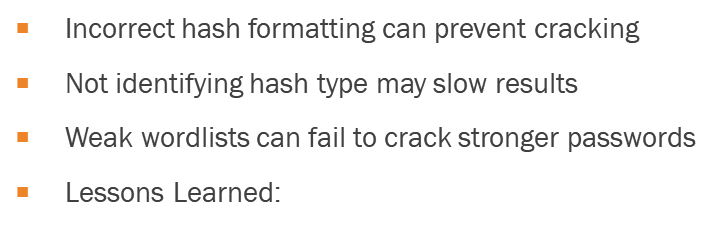 Incorrect hash formatting can prevent cracking
Not identifying hash type may slow results
Weak wordlists can fail to crack stronger passwords
Lessons Learned: